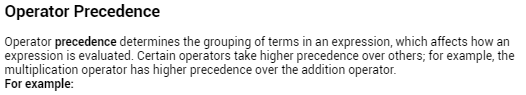 Operator Precedence
Operator precedence determines the grouping of terms in an expression, which affects how an
expression is evaluated. Certain operators take higher precedence over others; for example, the
multiplication operator has higher precedence over the addition operator.
For example: